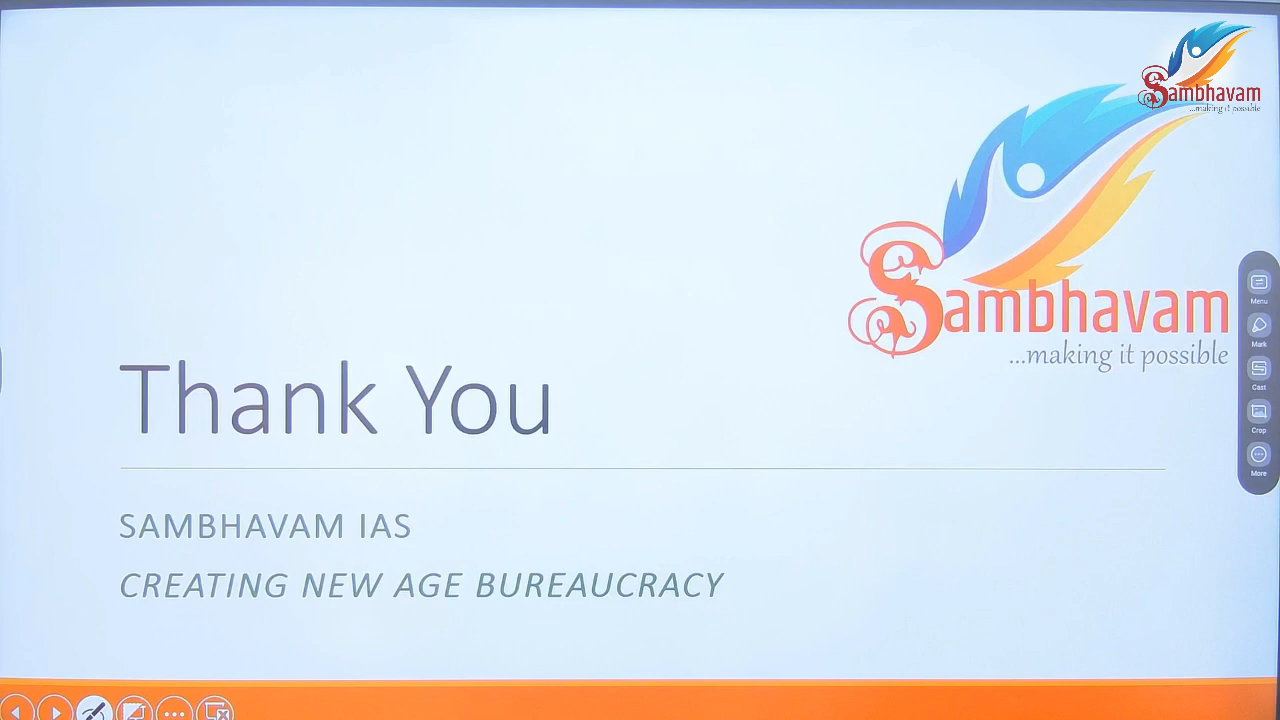 Sambhavam
...making it possible
Sambhavam
...making it possible
Menu
Mark
Cast
Crop
More
Thank You
SAMBHAVAM IAS
CREATING NEW AGE BUREAUCRACY